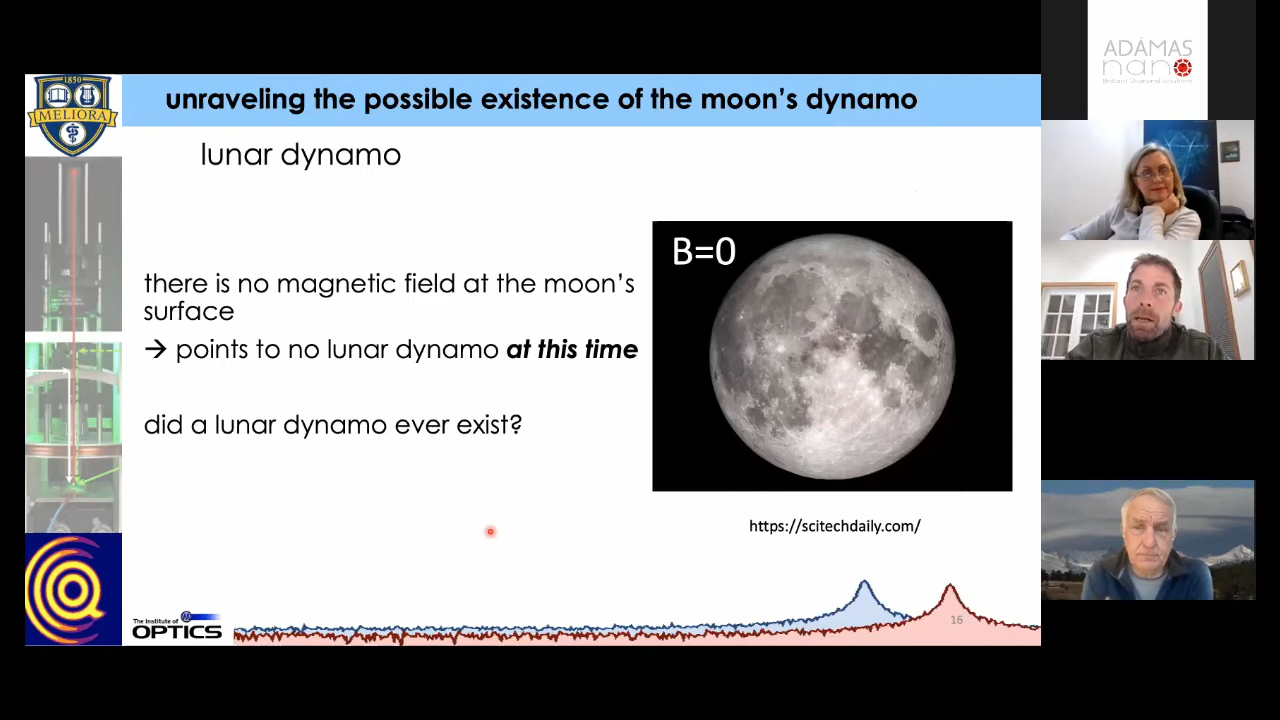 unraveling the possible existence of the moon's dynamo
lunar dynamo
there is no magnetic field at the moon's
surface
→ points to no lunar dynamo at this time
did a lunar dynamo ever exist?
B=0
https://scitechdaily.com/
16
1850
MELIORA
The Institute of
OPTICS
ADÁMAS
nano
Brilliant Diamond Solutions